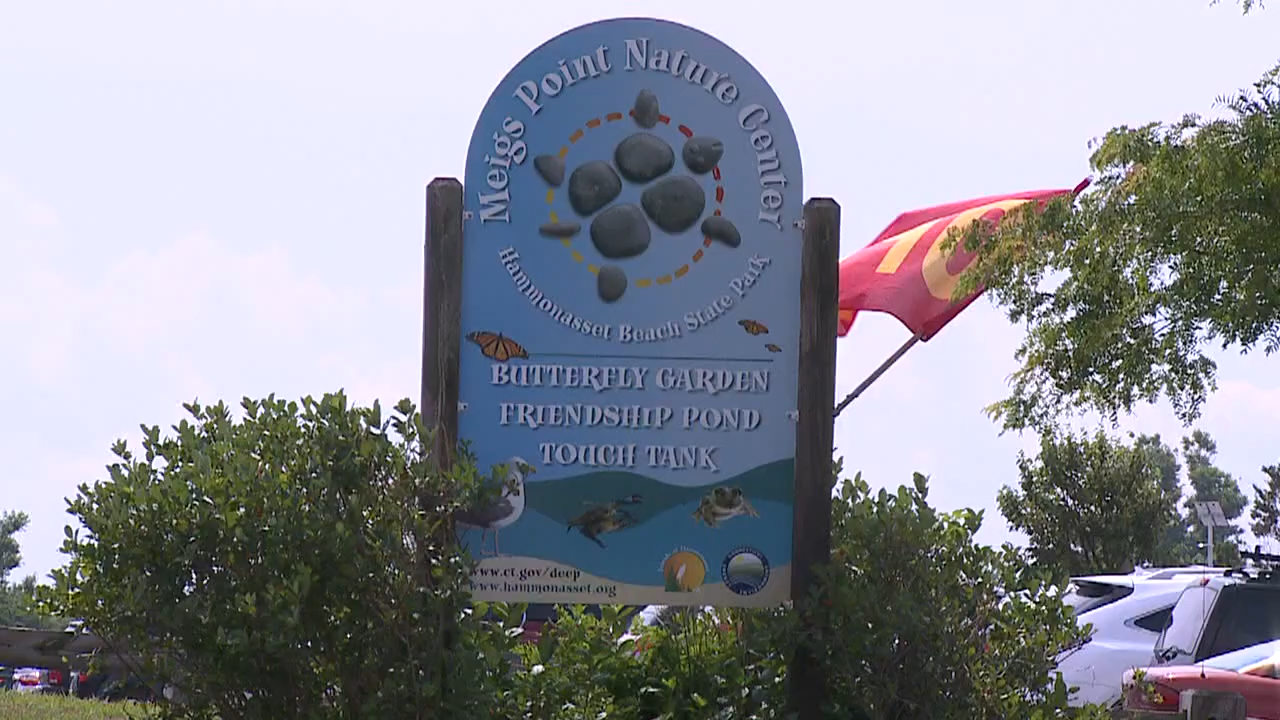 Meigs Point Nature Center
Hammonasset Beach State Park
BUTTERFLY GARDEN
FRIENDSHIP POND
TOUCH TANK
www.ct.gov/deep
www.hammonasset.org